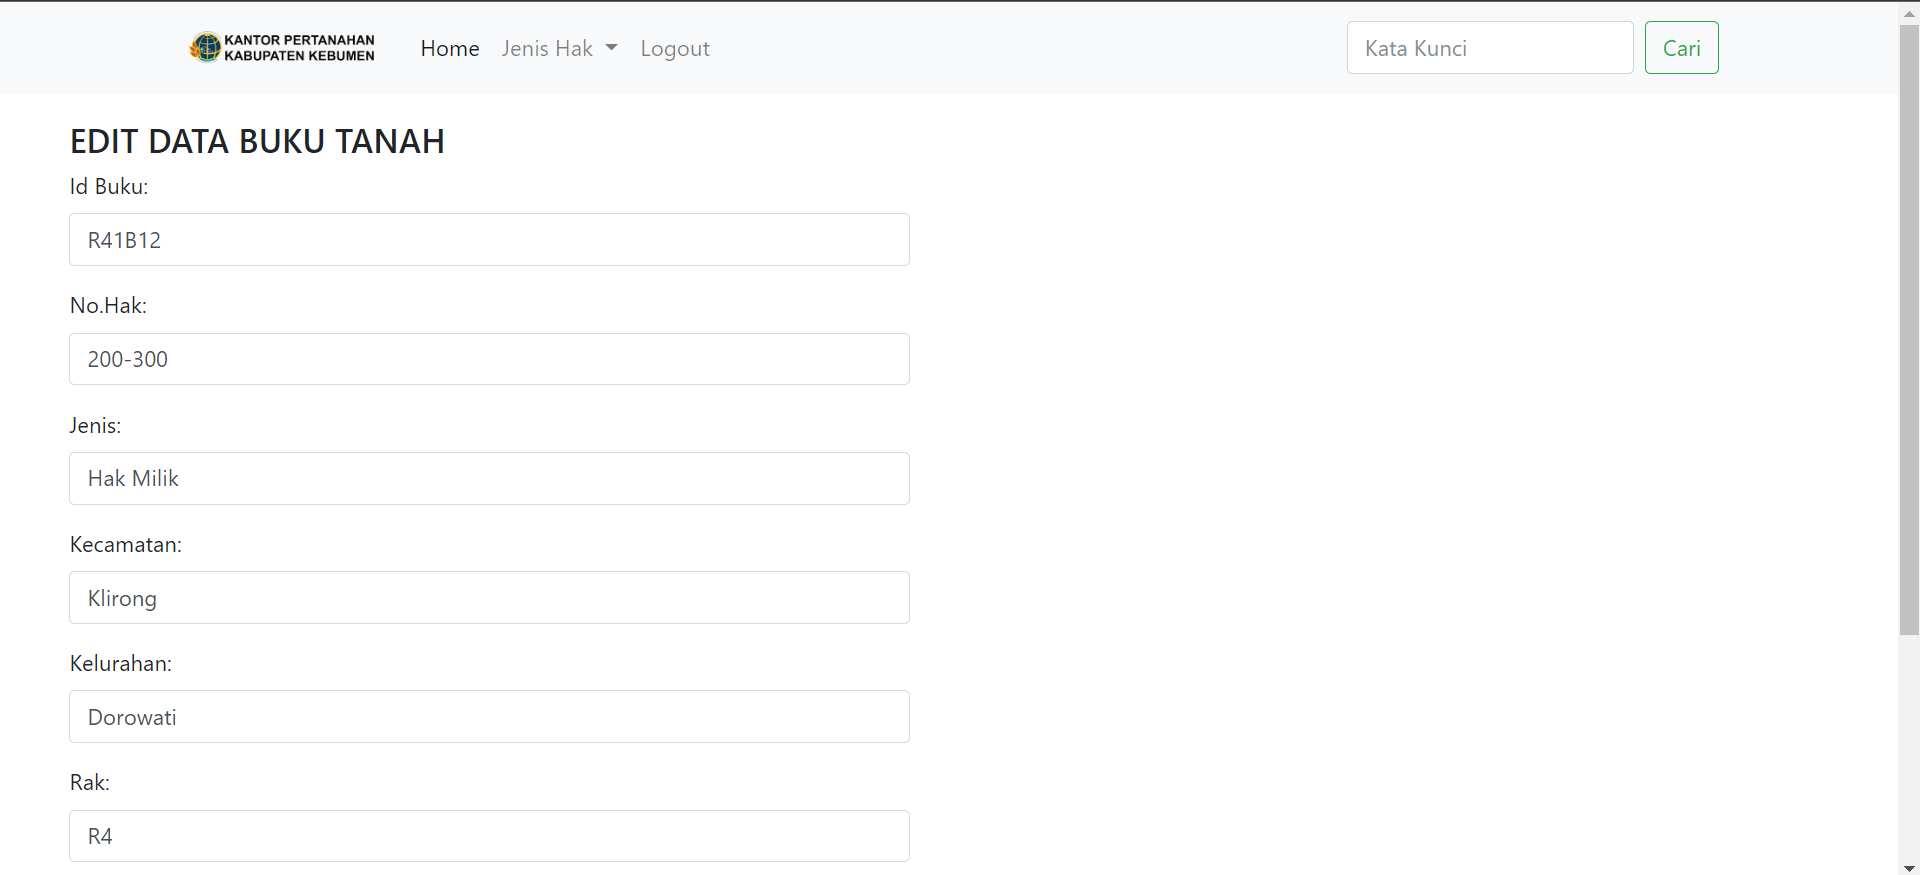 KANTOR PERTANAHAN
KABUPATEN KEBUMEN
Home Jenis Hak Logout
Kata Kunci Cari
EDIT DATA BUKU TANAH
Id Buku:
R41B12
No.Hak:
200-300
Jenis:
Hak Milik
Kecamatan:
Klirong
Kelurahan:
Dorowati
Rak:
R4